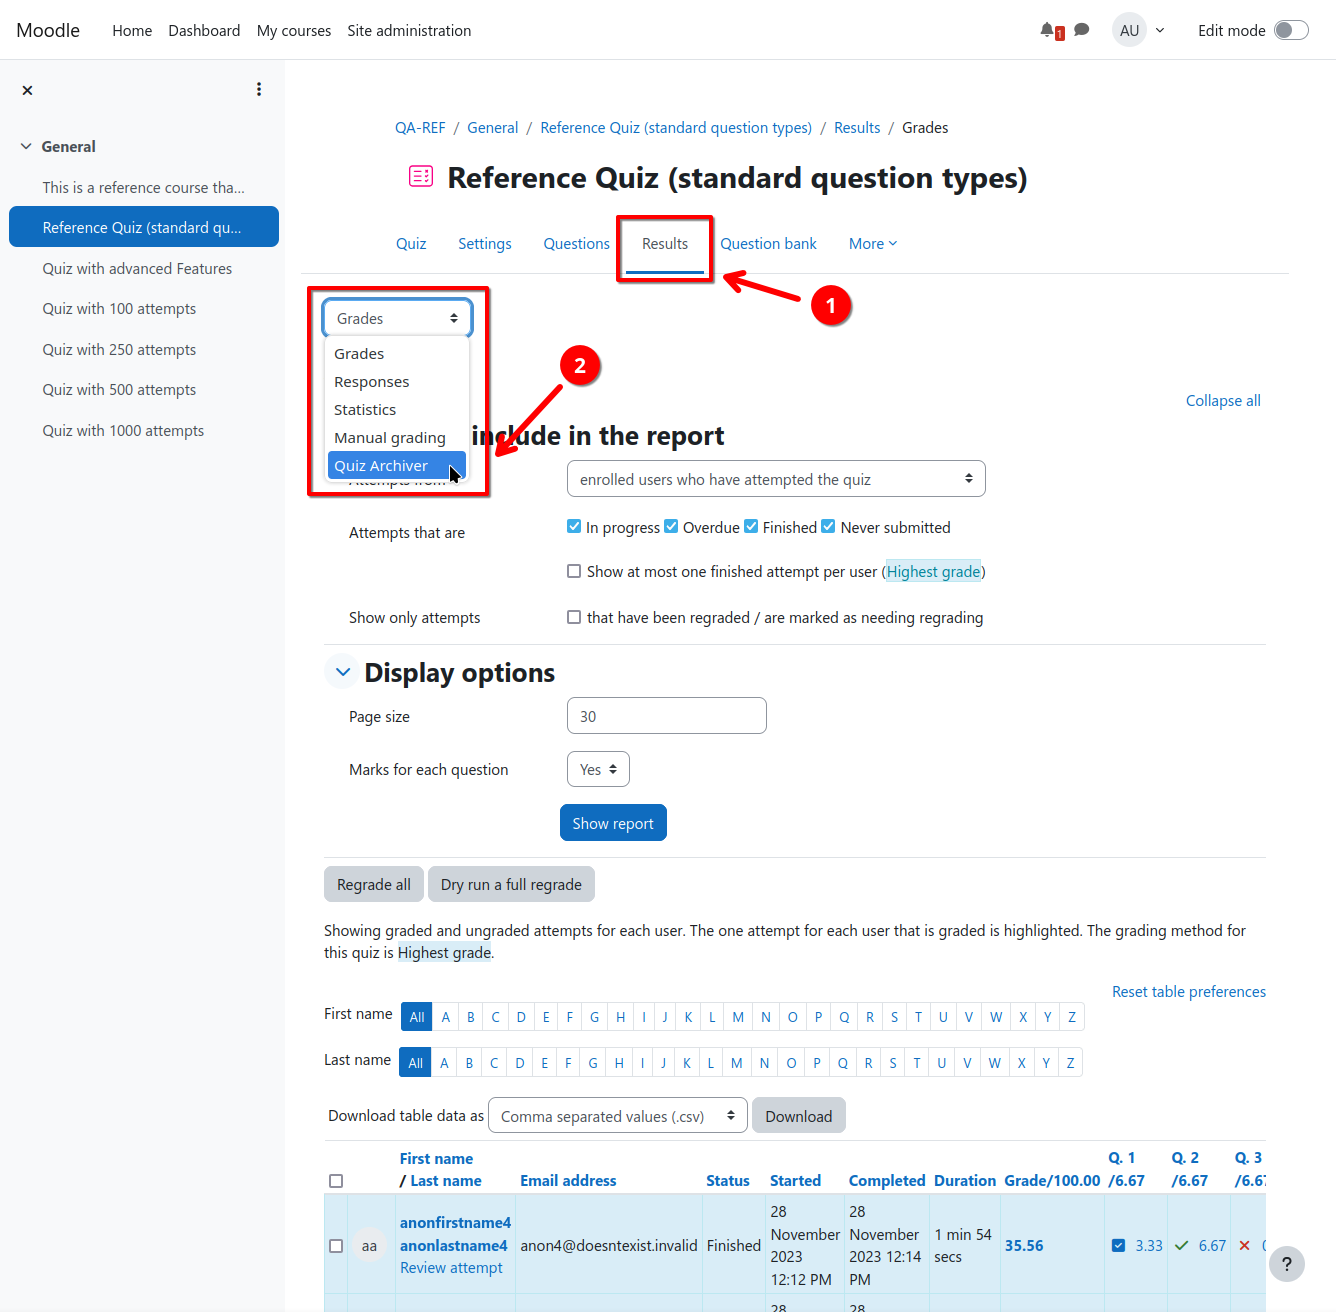 Moodle Home Dashboard My courses Site administration 1 AU Edit mode
General
This is a reference course tha...
Reference Quiz (standard qu...
Quiz with advanced Features
Quiz with 100 attempts
Quiz with 250 attempts
Quiz with 500 attempts
Quiz with 1000 attempts
QA-REF / General / Reference Quiz (standard question types) / Results / Grades
Reference Quiz (standard question types)
Quiz Settings Questions Results Question bank More
1
Grades
Grades
Responses
Statistics
Manual grading
Quiz Archiver
2
Collapse all
include in the report
Attempts from
enrolled users who have attempted the quiz
Attempts that are In progress Overdue Finished Never submitted
Show at most one finished attempt per user (Highest grade)
Show only attempts that have been regraded / are marked as needing regrading
Display options
Page size 30
Marks for each question Yes
Show report
Regrade all Dry run a full regrade
Showing graded and ungraded attempts for each user. The one attempt for each user that is graded is highlighted. The grading method for
this quiz is Highest grade.
Reset table preferences
First name All A B C D E F G H I J K L M N O P Q R S T U V W X Y Z
Last name All A B C D E F G H I J K L M N O P Q R S T U V W X Y Z
Download table data as Comma separated values (.csv) Download
First name / Last name Email address Status Started Completed Duration Grade/100.00 Q. 1 /6.67 Q. 2 /6.67 Q. 3
aa
anonfirstname4
anonlastname4
Review attempt
anon4@doesntexist.invalid
Finished
28
November
2023
12:12 PM
28
November
2023 12:14
PM
1 min 54
secs
35.56
3.33
6.67
?
28 28